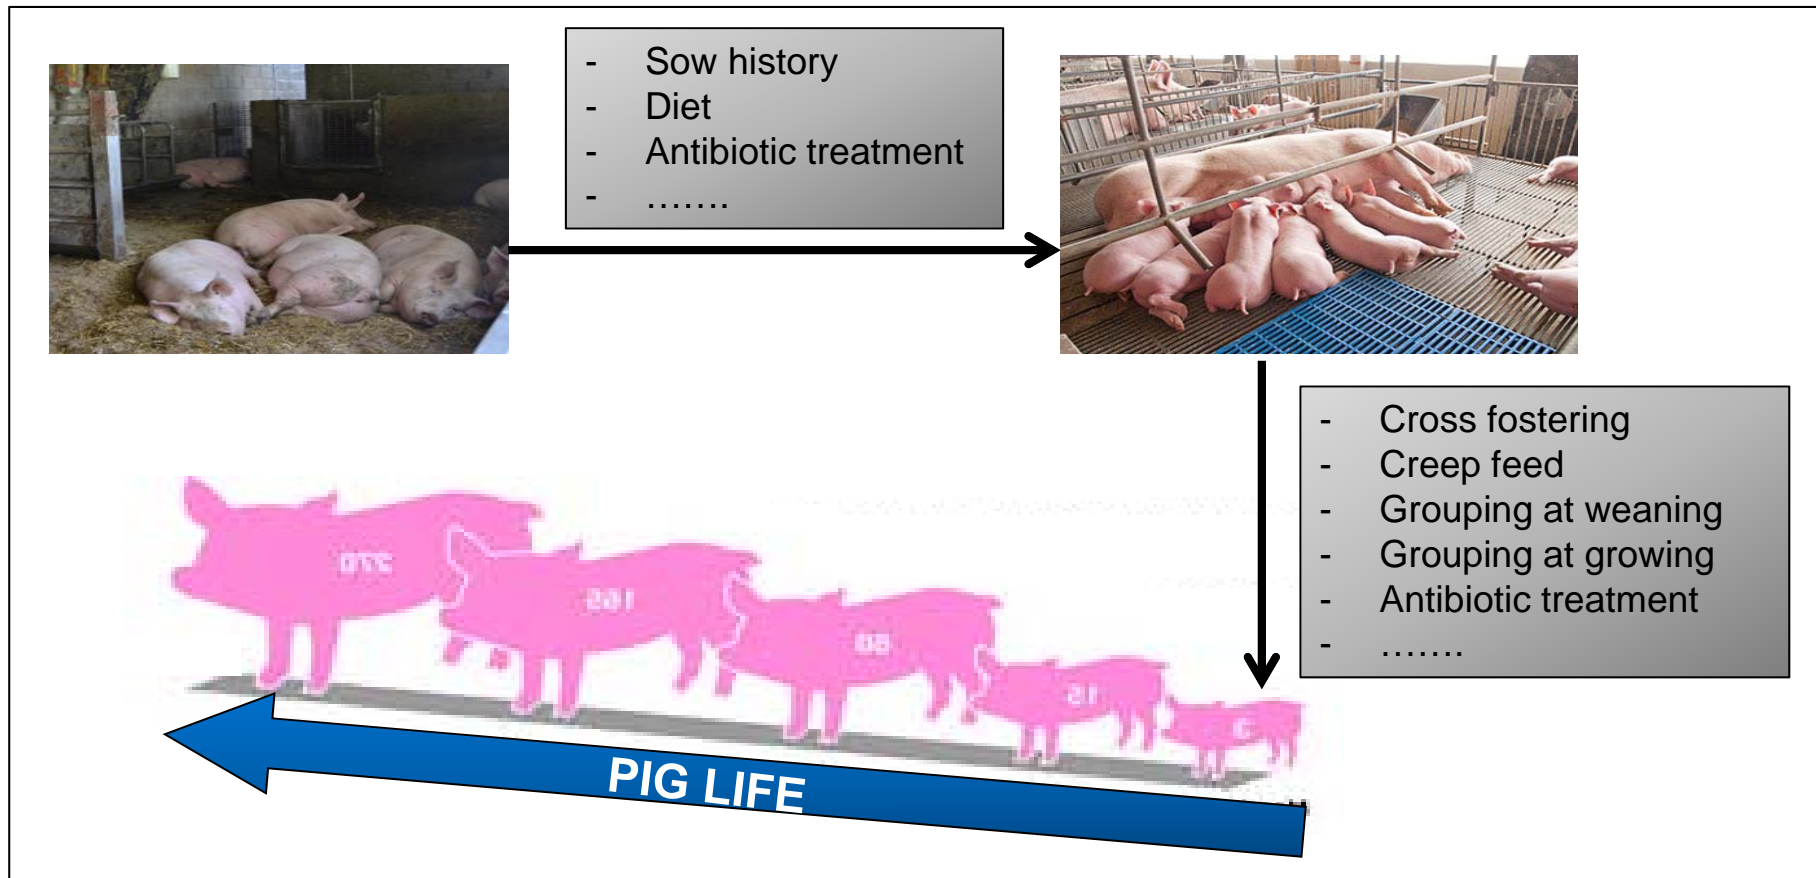 - Sow history
- Diet
- Antibiotic treatment
- …….
- Cross fostering
- Creep feed
- Grouping at weaning
- Grouping at growing
- Antibiotic treatment
- …….
PIG LIFE